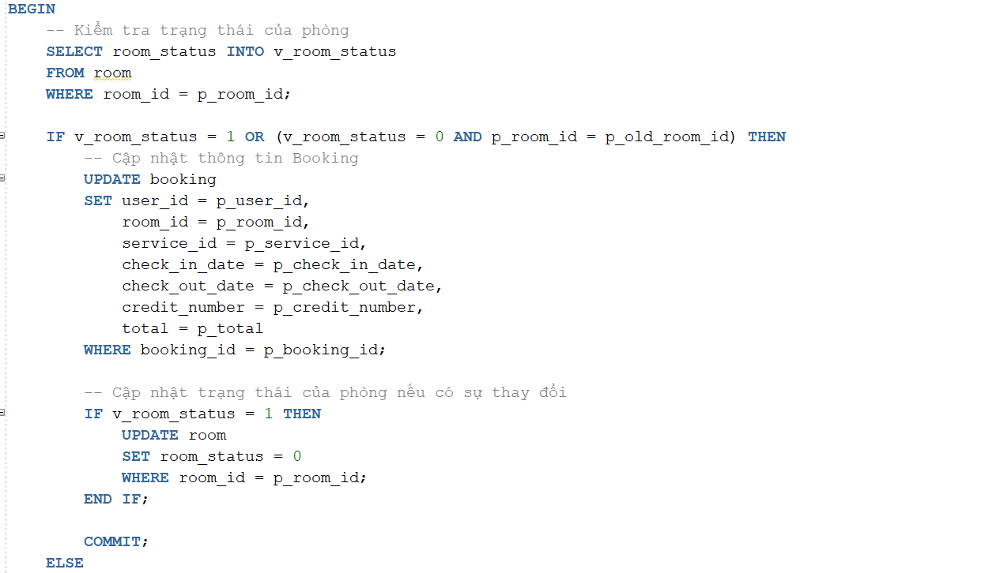 BEGIN
-- Kiểm tra trạng thái của phòng
SELECT room_status INTO v_room_status
FROM room
WHERE room_id = p_room_id;
IF v_room_status = 1 OR (v_room_status = 0 AND p_room_id = p_old_room_id) THEN
-- Cập nhật thông tin Booking
UPDATE booking
SET user_id = p_user_id,
room_id = p_room_id,
service_id = p_service_id,
check_in_date = p_check_in_date,
check_out_date = p_check_out_date,
credit_number = p_credit_number,
total = p_total
WHERE booking_id = p_booking_id;
-- Cập nhật trạng thái của phòng nếu có sự thay đổi
IF v_room_status = 1 THEN
UPDATE room
SET room_status = 0
WHERE room_id = p_room_id;
END IF;
COMMIT;
ELSE